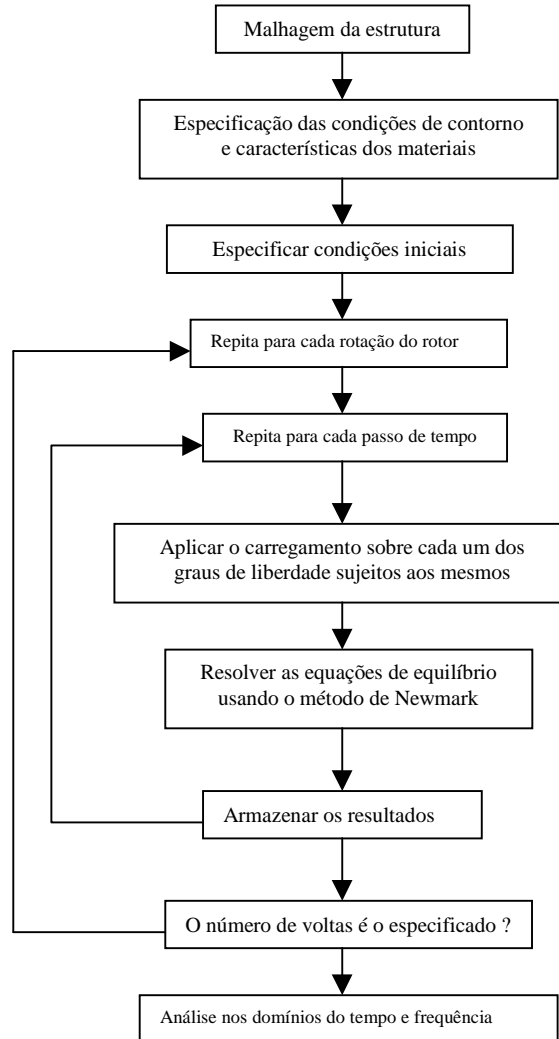 Malhagem da estrutura
Especificação das condições de contorno
e características dos materiais
Especificar condições iniciais
Repita para cada rotação do rotor
Repita para cada passo de tempo
Aplicar o carregamento sobre cada um dos
graus de liberdade sujeitos aos mesmos
Resolver as equações de equilíbrio
usando o método de Newmark
Armazenar os resultados
O número de voltas é o especificado ?
Análise nos domínios do tempo e frequência